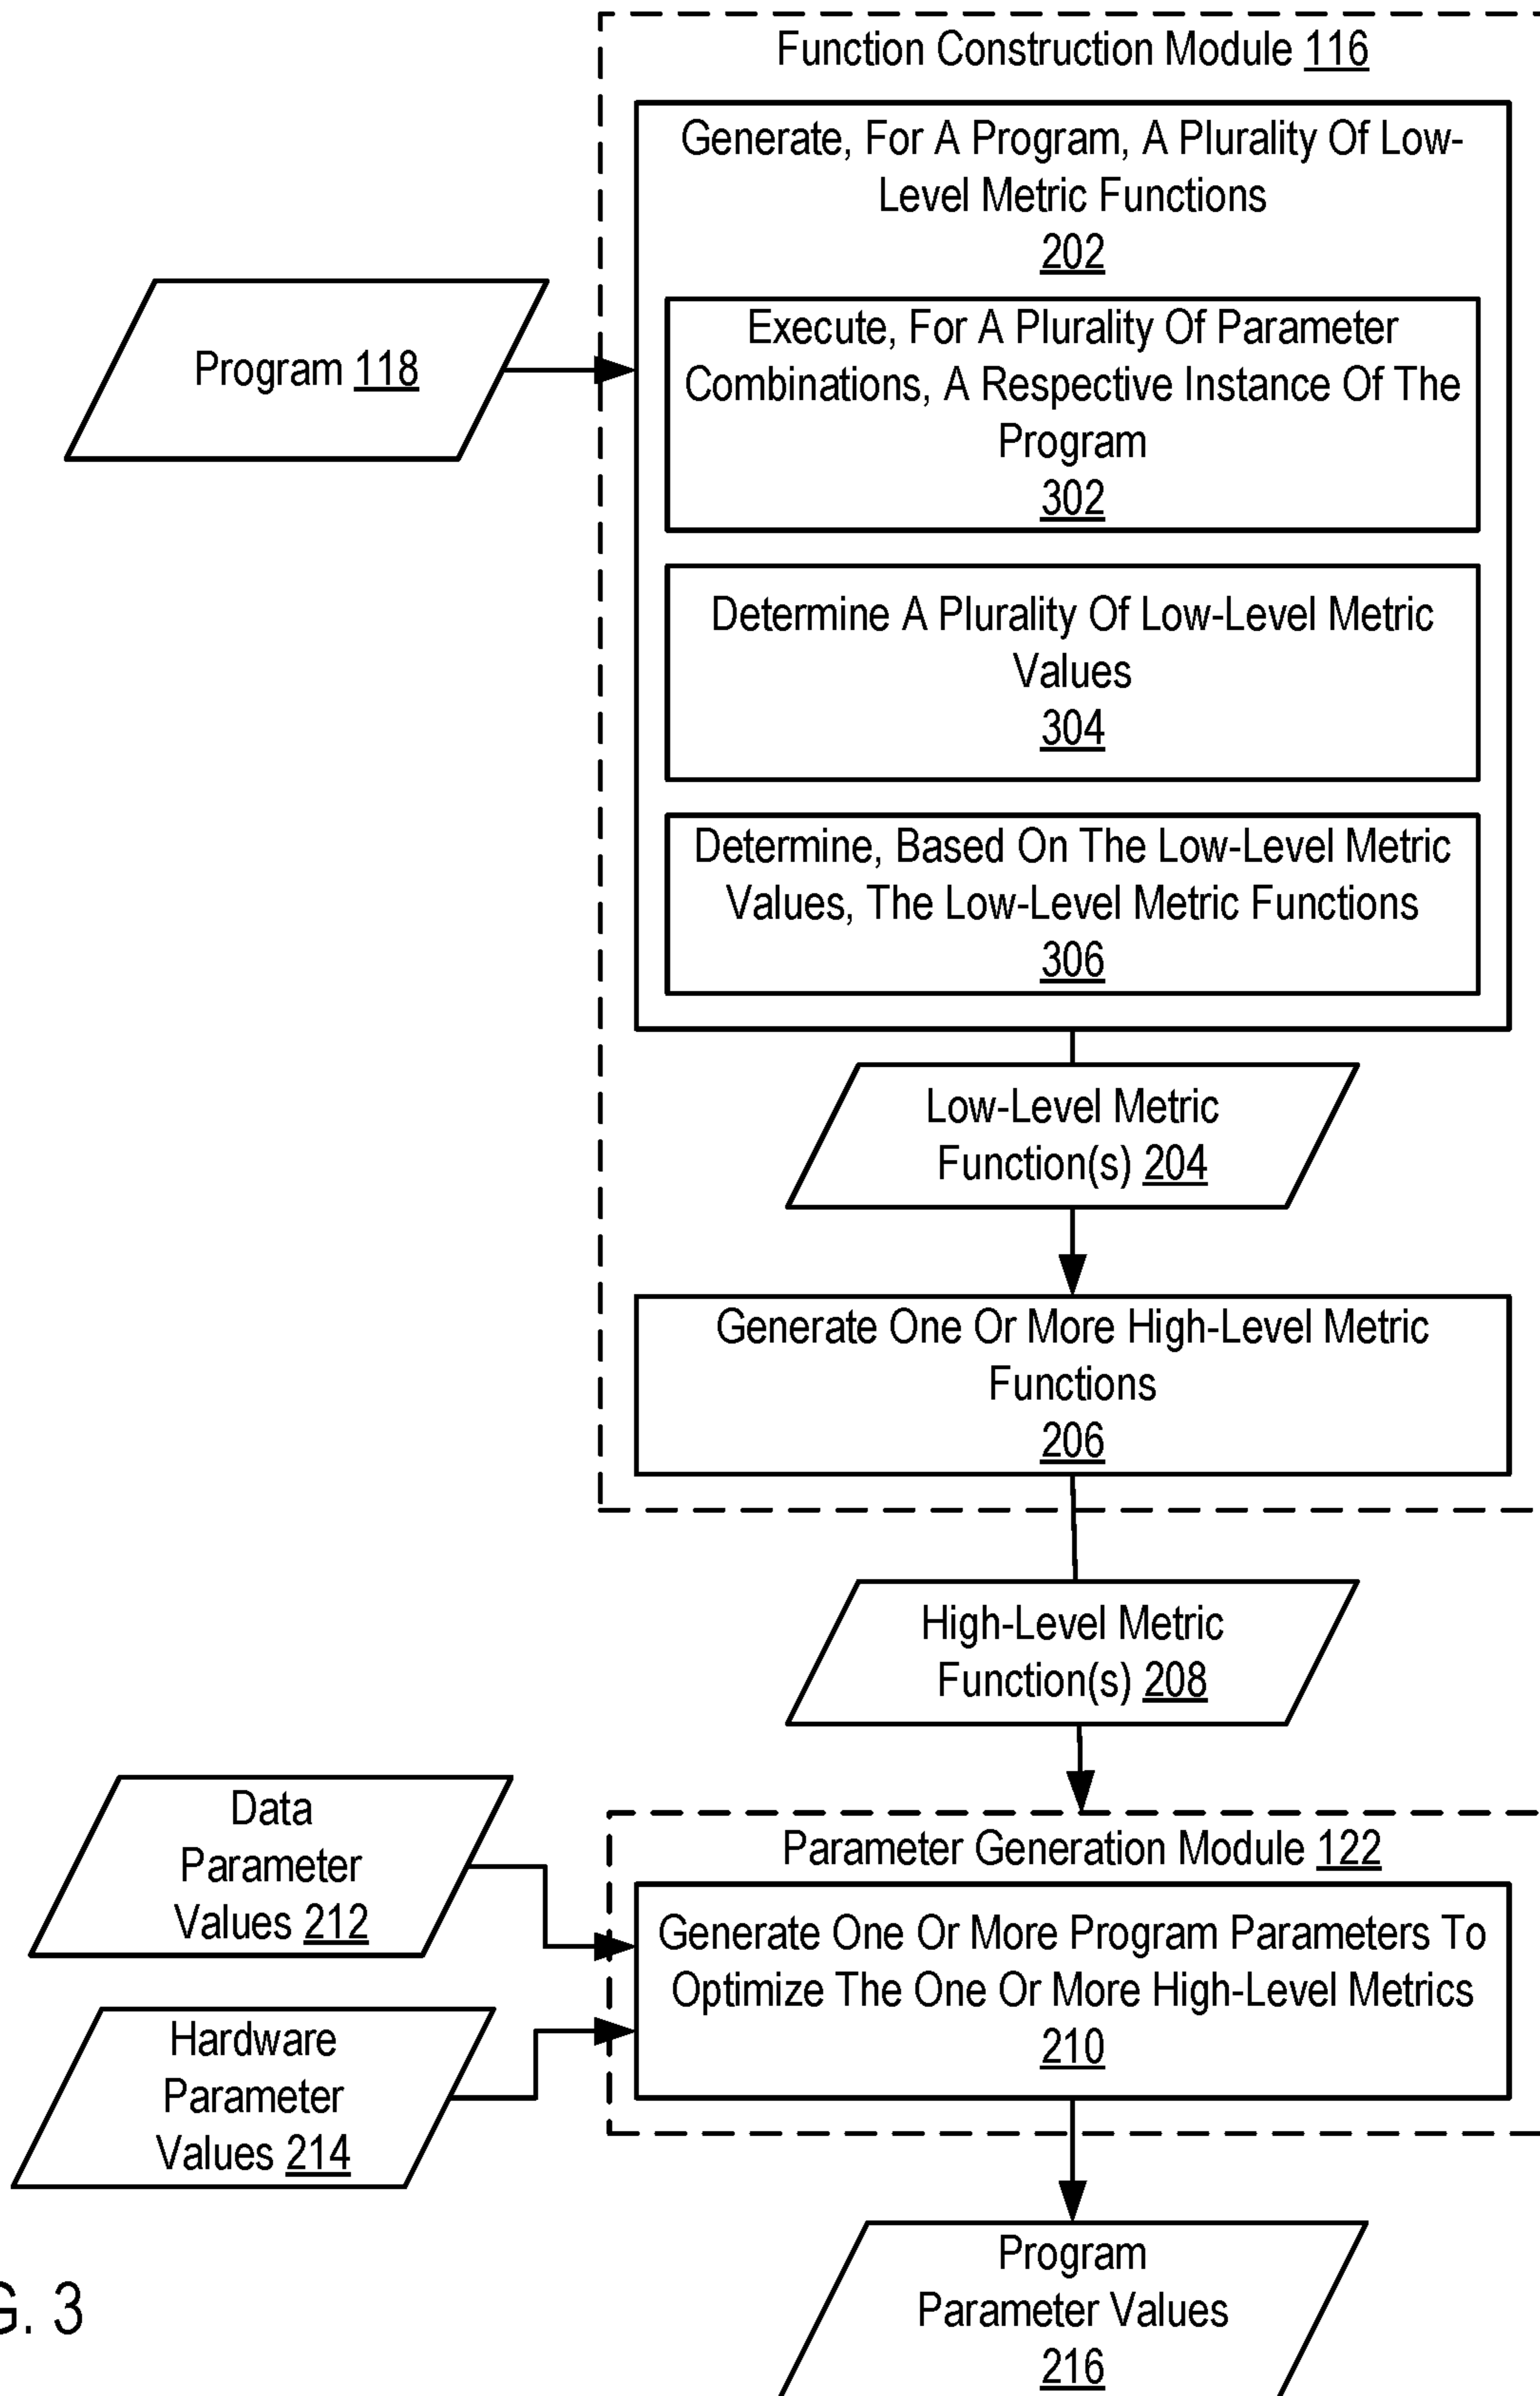 Function Construction Module 116
Generate, For A Program, A Plurality Of Low-
Level Metric Functions
202
Program 118
Execute, For A Plurality Of Parameter
Combinations, A Respective Instance Of The
Program
302
Determine A Plurality Of Low-Level Metric
Values
304
Determine, Based On The Low-Level Metric
Values, The Low-Level Metric Functions
306
Low-Level Metric
Function(s) 204
Generate One Or More High-Level Metric
Functions
206
High-Level Metric
Function(s) 208
Data
Parameter
Values 212
Parameter Generation Module 122
Generate One Or More Program Parameters To
Optimize The One Or More High-Level Metrics
210
Hardware
Parameter
Values 214
Program
Parameter Values
216
G. 3